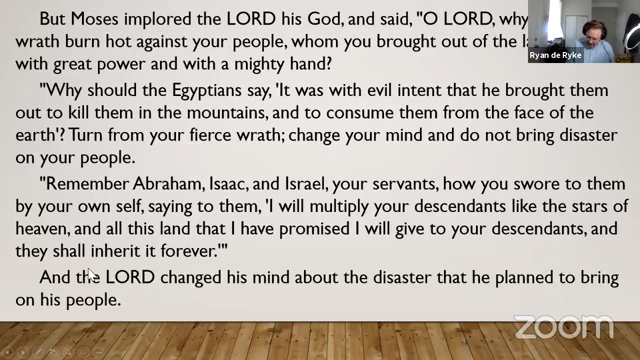 But Moses implored the LORD his God, and said, "O LORD, why
wrath burn hot against your people, whom you brought out of the
with great power and with a mighty hand?
"Why should the Egyptians say, 'It was with evil intent that he brought them
out to kill them in the mountains, and to consume them from the face of the
earth'? Turn from your fierce wrath; change your mind and do not bring disaster
on your people.
"Remember Abraham, Isaac, and Israel, your servants, how you swore to them
by your own self, saying to them, 'I will multiply your descendants like the stars of
heaven, and all this land that I have promised I will give to your descendants, and
they shall inherit it forever.'"
And the LORD changed his mind about the disaster that he planned to bring
on his people.
Ryan de Ryke
zoom